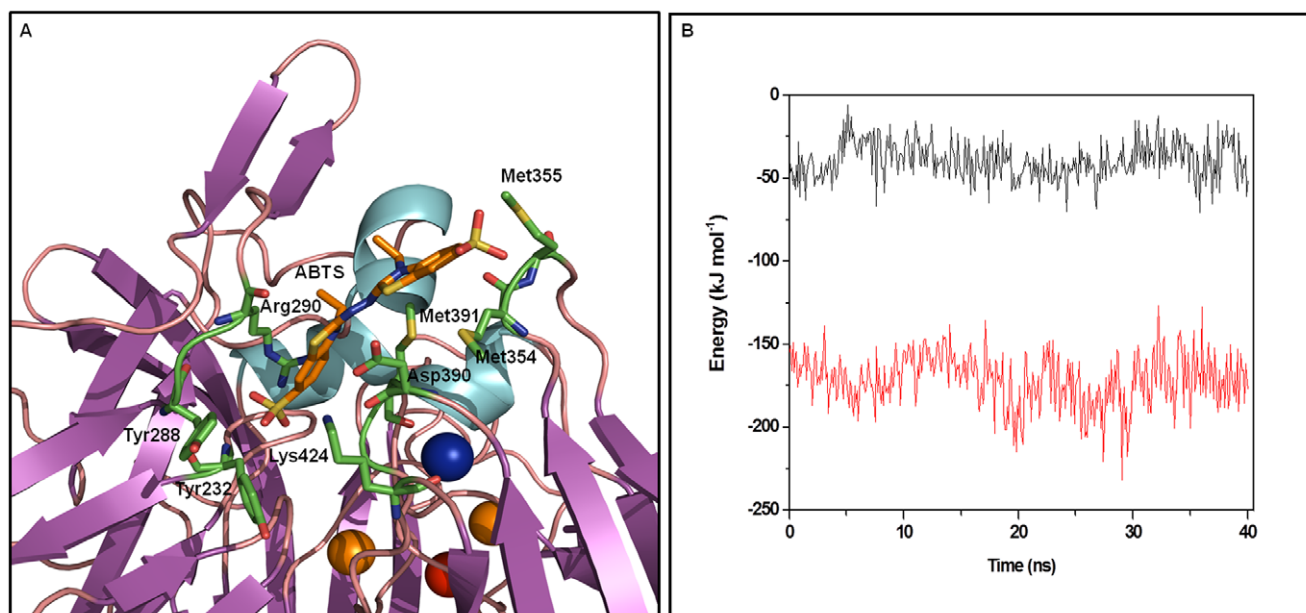 A
Met355
ABTS
Arg290
Met391
Met354
Asp390
Tyr288
Lys424
Tyr232
B
0
-50
-100
-150
-200
-250
Energy (kJ mol-1)
0 10 20 30 40
Time (ns)